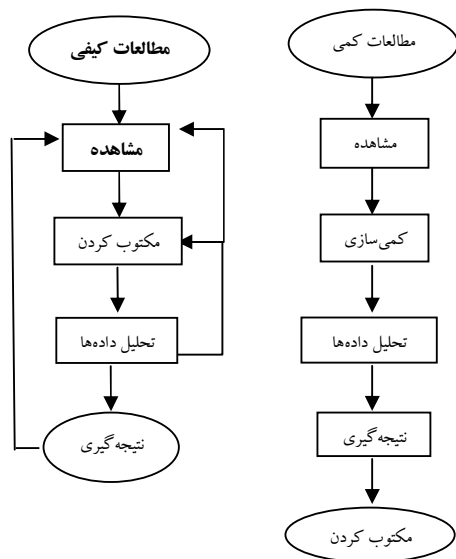 مطالعات کمی
مشاهده
کمی‌سازی
تحلیل داده‌ها
نتیجه‌گیری
مکتوب کردن
مطالعات کیفی
مشاهده
مکتوب کردن
تحلیل داده‌ها
نتیجه‌گیری